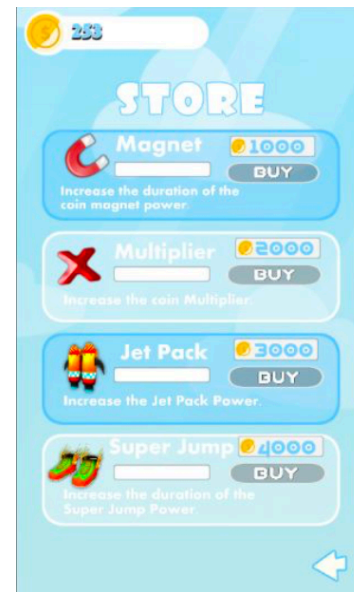 253
STORE
Magnet
1000
BUY
Increase the duration of the
coin magnet power.
Multiplier
2000
BUY
Increase the coin Multiplier.
Jet Pack
3000
BUY
Increase the Jet Pack Power.
Super Jump
4000
BUY
Increase the duration of the
Super Jump Power.